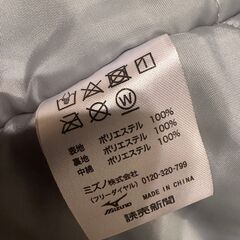 表地 ポリエステル 100%
裏地 ポリエステル 100%
中綿 ポリエステル 100%
ミズノ株式会社
(フリーダイヤル) 0120-320-799
MIZUNO MADE IN CHINA
読売新聞